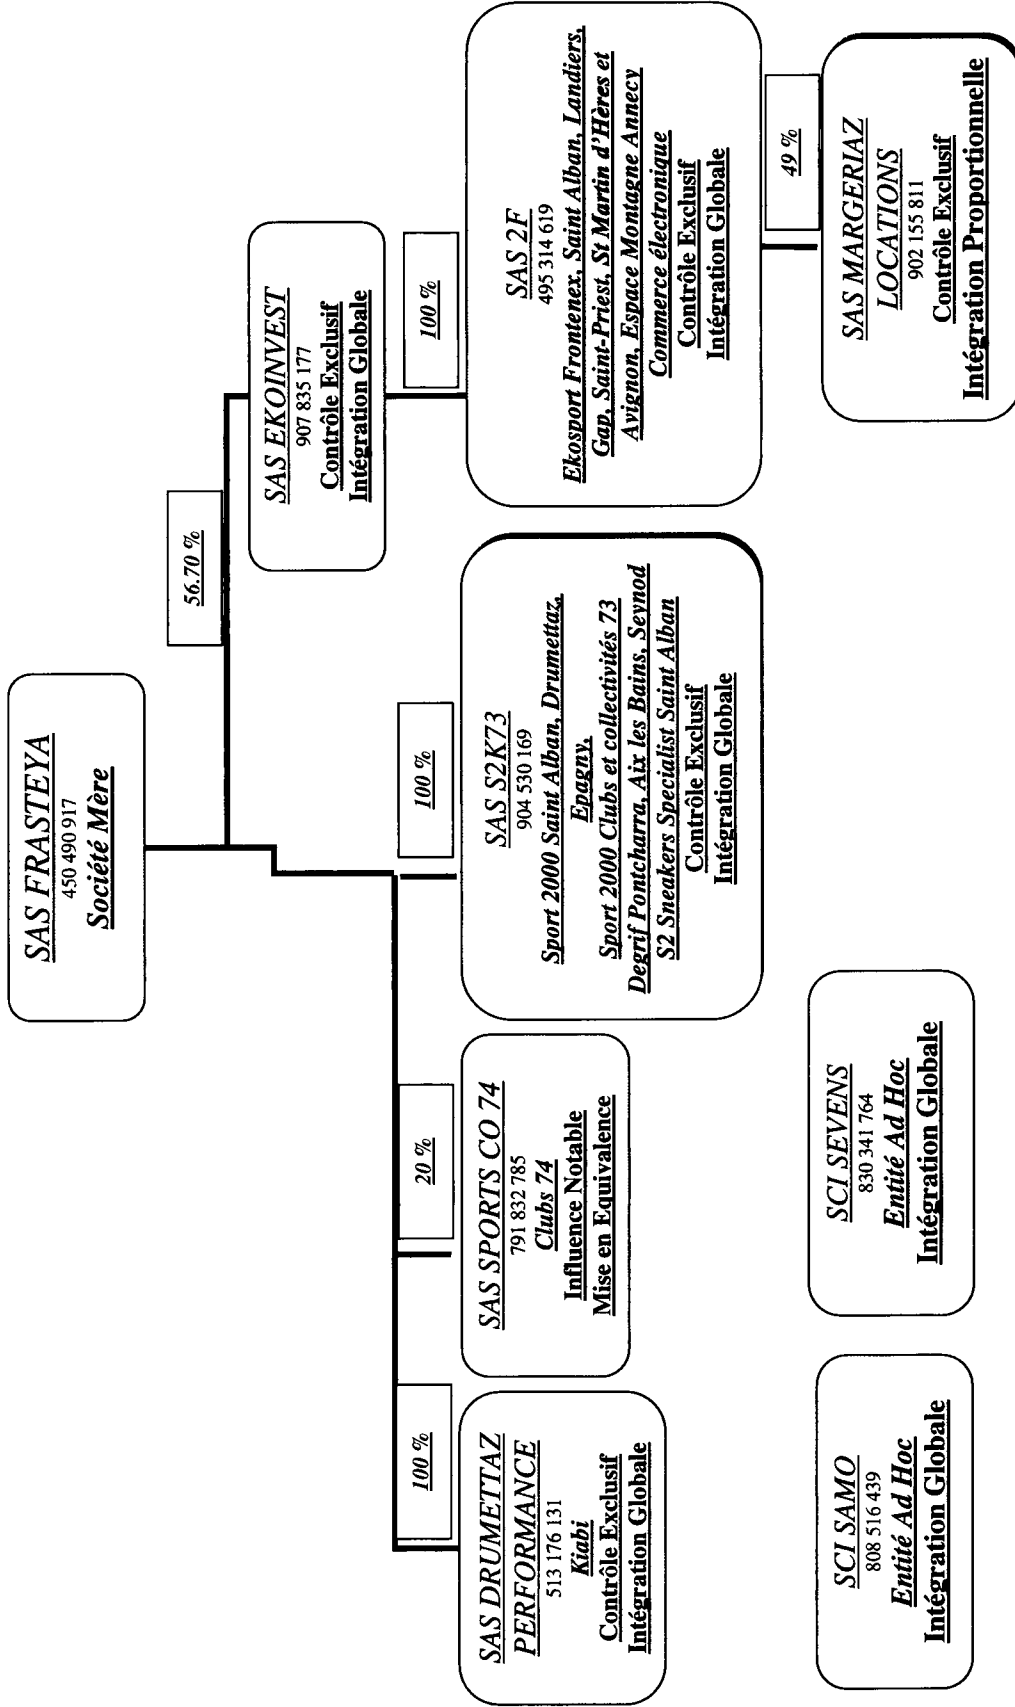 SAS FRASTEYA
450 490 917
Société Mère
56.70 %
SAS EKOINVEST
907 835 177
Contrôle Exclusif
Intégration Globale
100 %
20 %
100 %
100 %
SAS DRUMETTAZ
PERFORMANCE
513 176 131
Kiabi
Contrôle Exclusif
Intégration Globale
SAS SPORTS CO 74
791 832 785
Clubs 74
Influence Notable
Mise en Equivalence
SAS S2K73
904 530 169
Sport 2000 Saint Alban, Drumettaz,
Epagny,
Sport 2000 Clubs et collectivités 73
Degrif Pontcharra, Aix les Bains, Seynod
S2 Sneakers Specialist Saint Alban
Contrôle Exclusif
Intégration Globale
SAS 2F
495 314 619
Ekosport Frontenex, Saint Alban, Landiers,
Gap, Saint-Priest, St Martin d'Hères et
Avignon, Espace Montagne Annecy
Commerce électronique
Contrôle Exclusif
Intégration Globale
49 %
SCI SAMO
808 516 439
Entité Ad Hoc
Intégration Globale
SCI SEVENS
830 341 764
Entité Ad Hoc
Intégration Globale
SAS MARGERIAZ
LOCATIONS
902 155 811
Contrôle Exclusif
Intégration Proportionnelle